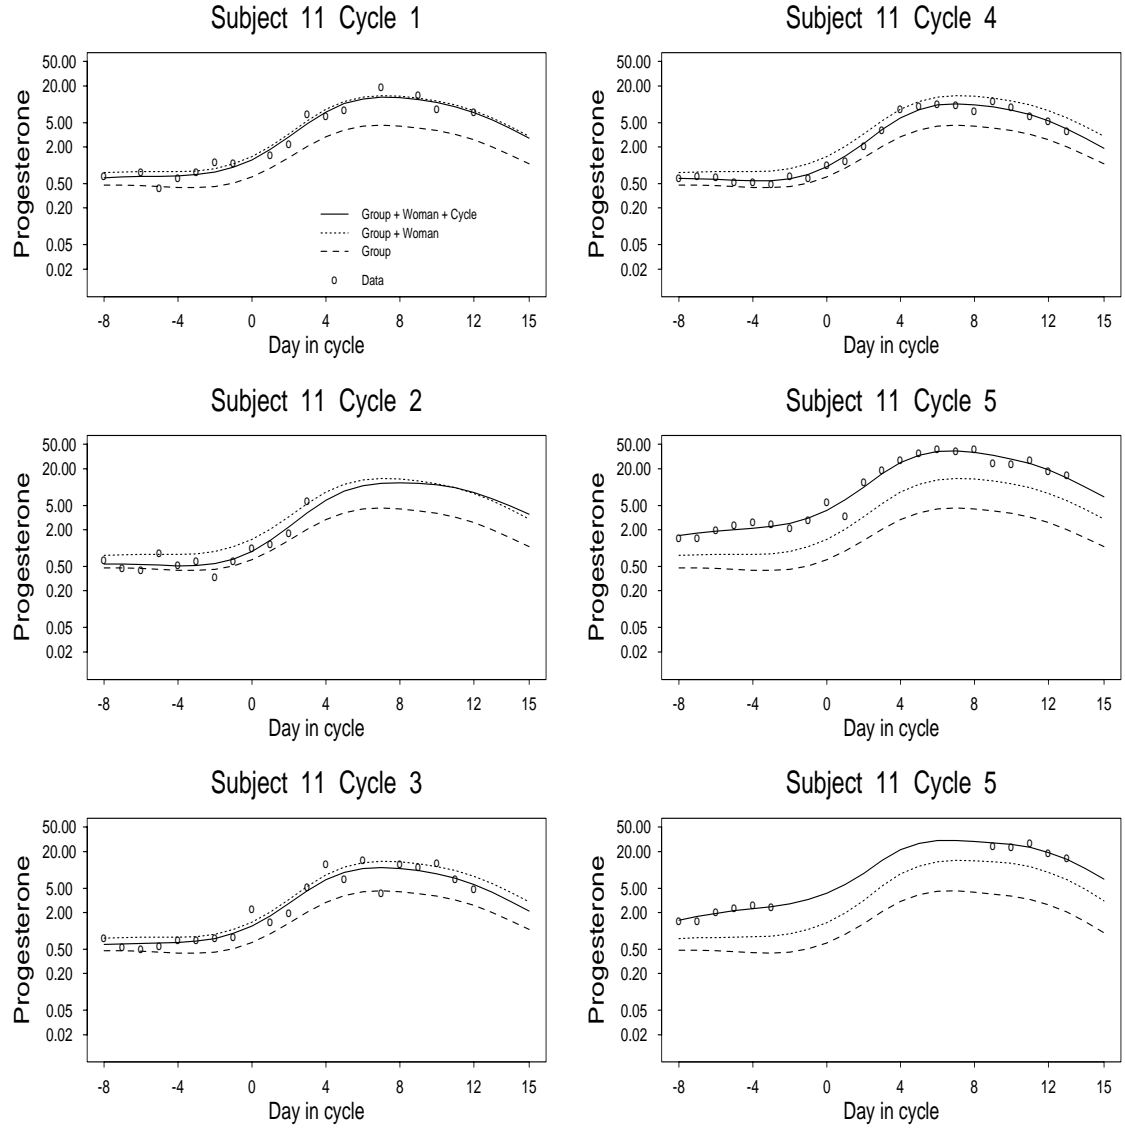 Subject 11 Cycle 1
Progesterone
50.00
20.00
5.00
2.00
0.50
0.20
0.05
0.02
Group + Woman + Cycle
Group + Woman
Group
Data
-8 -4 0 4 8 12 15
Day in cycle
Subject 11 Cycle 4
Progesterone
50.00
20.00
5.00
2.00
0.50
0.20
0.05
0.02
-8 -4 0 4 8 12 15
Day in cycle
Subject 11 Cycle 2
Progesterone
50.00
20.00
5.00
2.00
0.50
0.20
0.05
0.02
-8 -4 0 4 8 12 15
Day in cycle
Subject 11 Cycle 5
Progesterone
50.00
20.00
5.00
2.00
0.50
0.20
0.05
0.02
-8 -4 0 4 8 12 15
Day in cycle
Subject 11 Cycle 3
Progesterone
50.00
20.00
5.00
2.00
0.50
0.20
0.05
0.02
-8 -4 0 4 8 12 15
Day in cycle
Subject 11 Cycle 5
Progesterone
50.00
20.00
5.00
2.00
0.50
0.20
0.05
0.02
-8 -4 0 4 8 12 15
Day in cycle